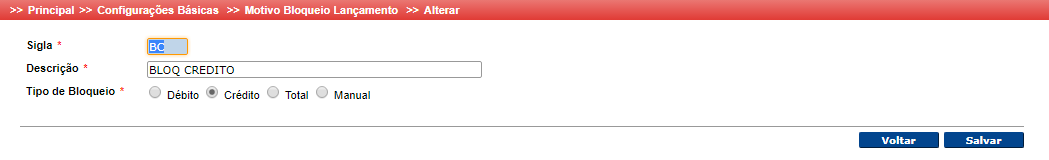 >> Principal >> Configurações Básicas >> Motivo Bloqueio Lançamento >> Alterar
Sigla * BC
Descrição * BLOQ CREDITO
Tipo de Bloqueio * Débito Crédito Total Manual
Voltar Salvar